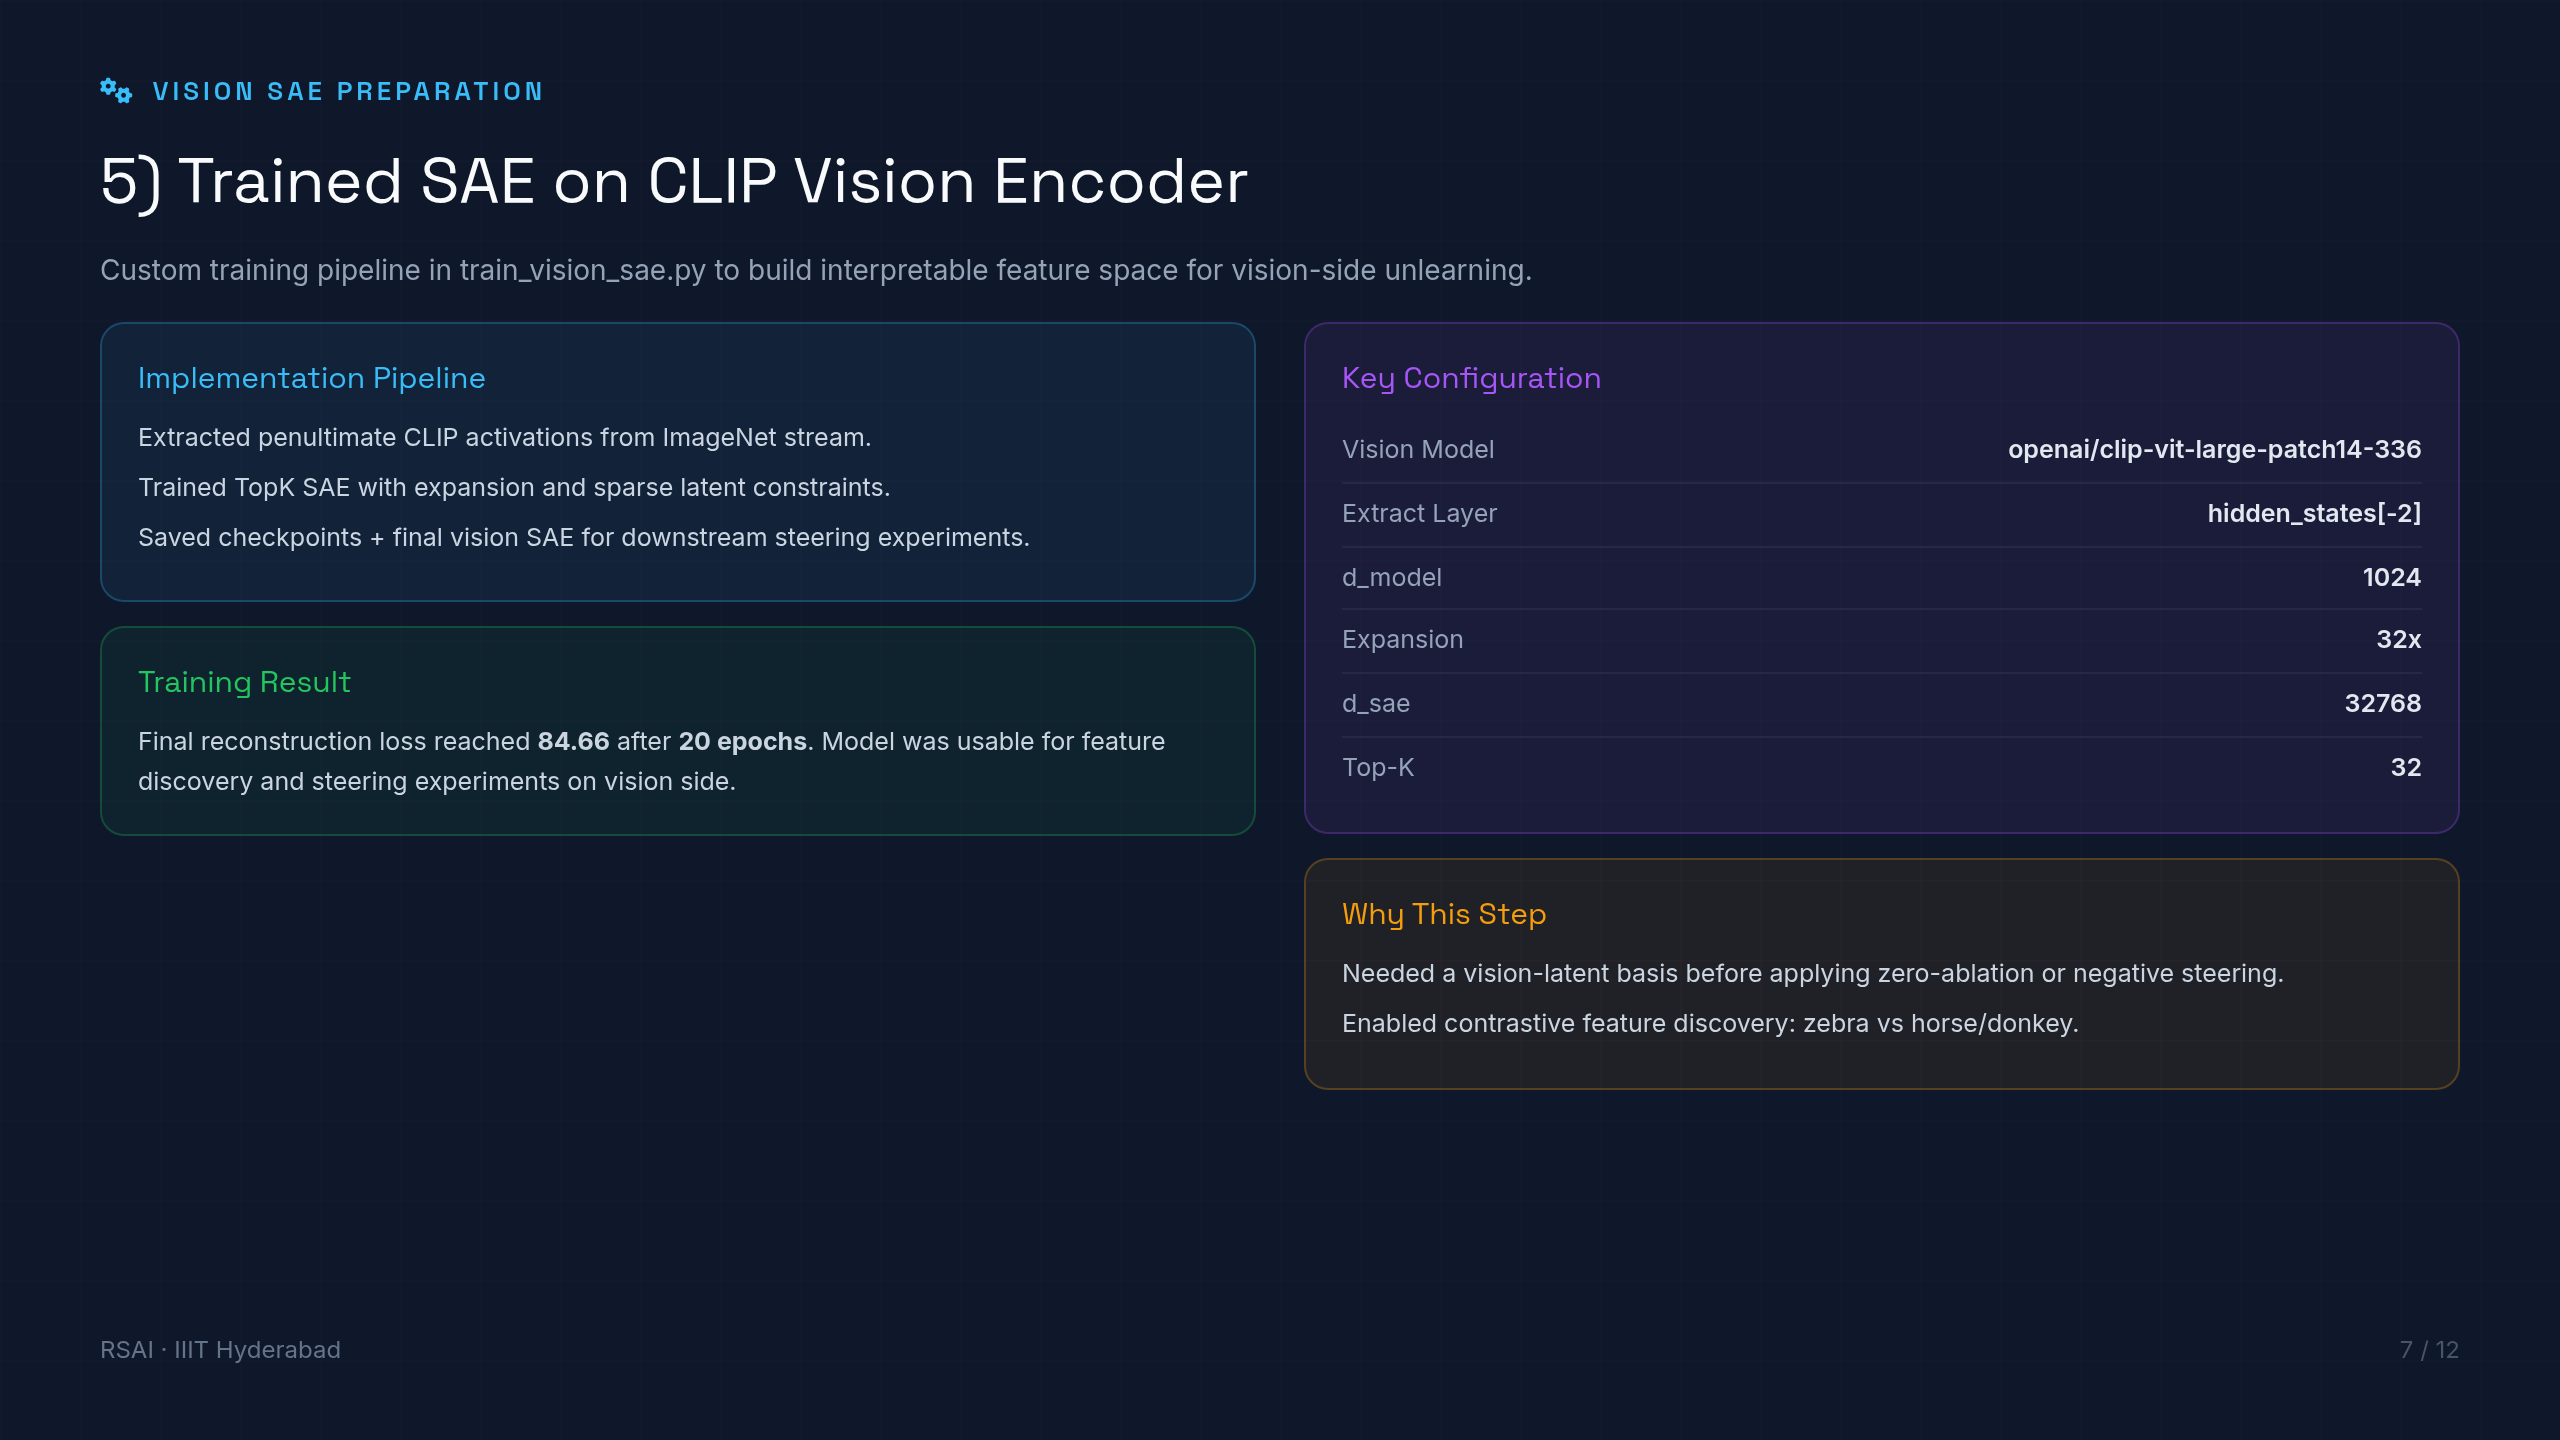 VISION SAE PREPARATION
5) Trained SAE on CLIP Vision Encoder
Custom training pipeline in train_vision_sae.py to build interpretable feature space for vision-side unlearning.
Implementation Pipeline
Extracted penultimate CLIP activations from ImageNet stream.
Trained TopK SAE with expansion and sparse latent constraints.
Saved checkpoints + final vision SAE for downstream steering experiments.
Training Result
Final reconstruction loss reached 84.66 after 20 epochs. Model was usable for feature
discovery and steering experiments on vision side.
Key Configuration
Vision Model openai/clip-vit-large-patch14-336
Extract Layer hidden_states[-2]
d_model 1024
Expansion 32x
d_sae 32768
Top-K 32
Why This Step
Needed a vision-latent basis before applying zero-ablation or negative steering.
Enabled contrastive feature discovery: zebra vs horse/donkey.
RSAI · IIIT Hyderabad
7 / 12